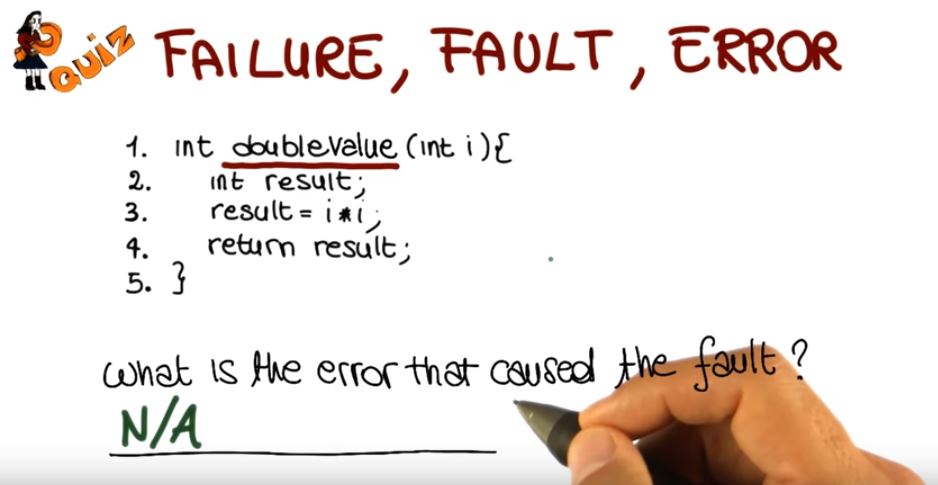 QUIZ
FAILURE, FAULT, ERROR
1. int doubleValue (int i){
2. int result;
3. result = i*i;
4. return result;
5. }
What is the error that caused the fault?
N/A